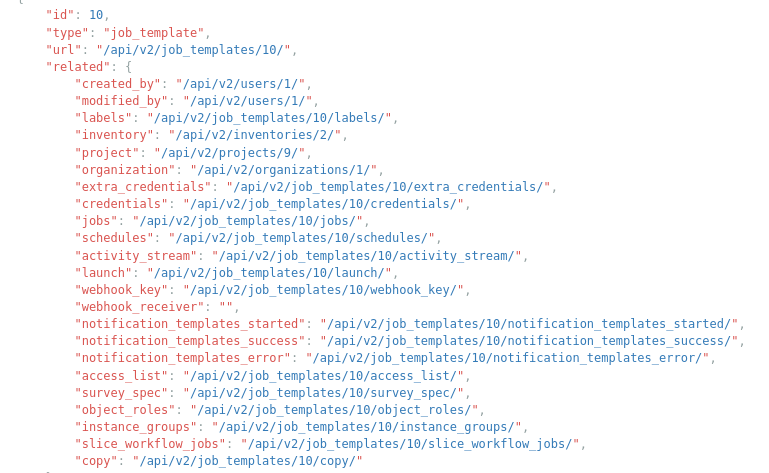 {
"id": 10,
"type": "job_template",
"url": "/api/v2/job_templates/10/",
"related": {
"created_by": "/api/v2/users/1/",
"modified_by": "/api/v2/users/1/",
"labels": "/api/v2/job_templates/10/labels/",
"inventory": "/api/v2/inventories/2/",
"project": "/api/v2/projects/9/",
"organization": "/api/v2/organizations/1/",
"extra_credentials": "/api/v2/job_templates/10/extra_credentials/",
"credentials": "/api/v2/job_templates/10/credentials/",
"jobs": "/api/v2/job_templates/10/jobs/",
"schedules": "/api/v2/job_templates/10/schedules/",
"activity_stream": "/api/v2/job_templates/10/activity_stream/",
"launch": "/api/v2/job_templates/10/launch/",
"webhook_key": "/api/v2/job_templates/10/webhook_key/",
"webhook_receiver": "",
"notification_templates_started": "/api/v2/job_templates/10/notification_templates_started/",
"notification_templates_success": "/api/v2/job_templates/10/notification_templates_success/",
"notification_templates_error": "/api/v2/job_templates/10/notification_templates_error/",
"access_list": "/api/v2/job_templates/10/access_list/",
"survey_spec": "/api/v2/job_templates/10/survey_spec/",
"object_roles": "/api/v2/job_templates/10/object_roles/",
"instance_groups": "/api/v2/job_templates/10/instance_groups/",
"slice_workflow_jobs": "/api/v2/job_templates/10/slice_workflow_jobs/",
"copy": "/api/v2/job_templates/10/copy/"